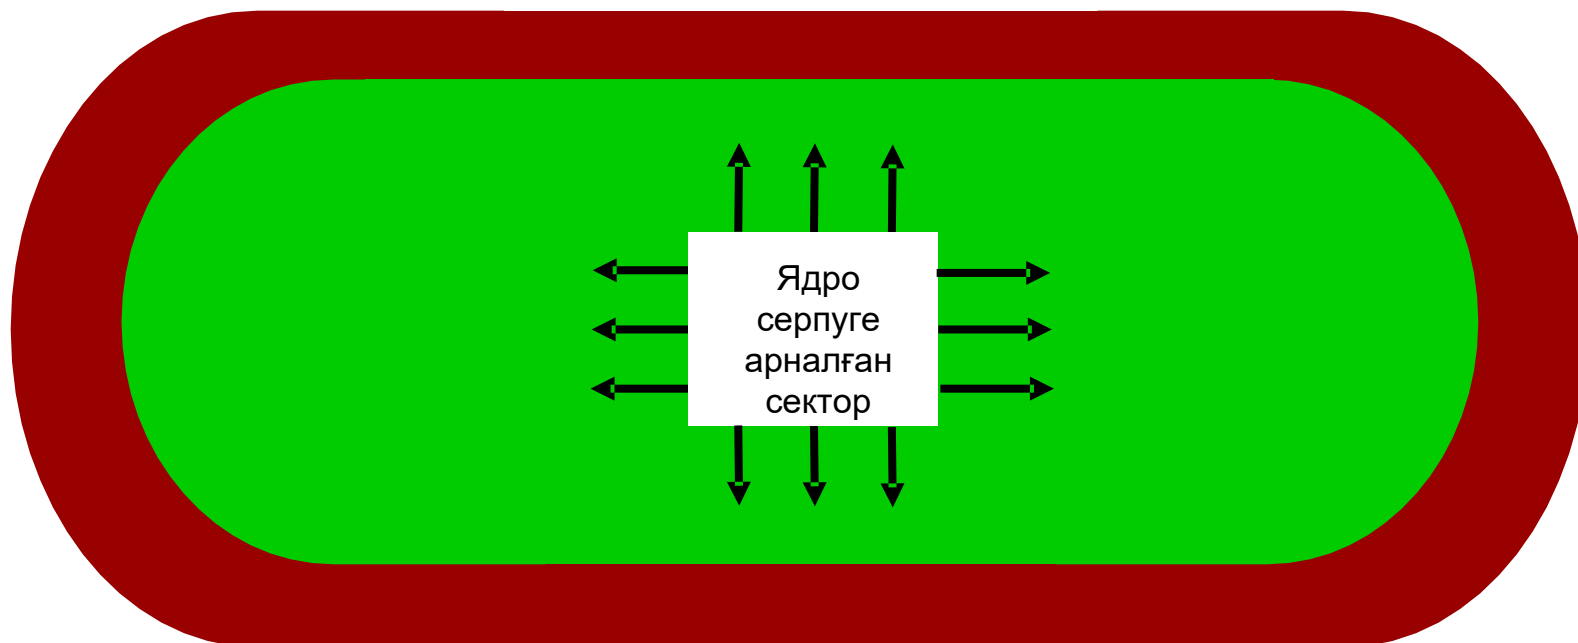 Ядро
серпуге
арналған
сектор